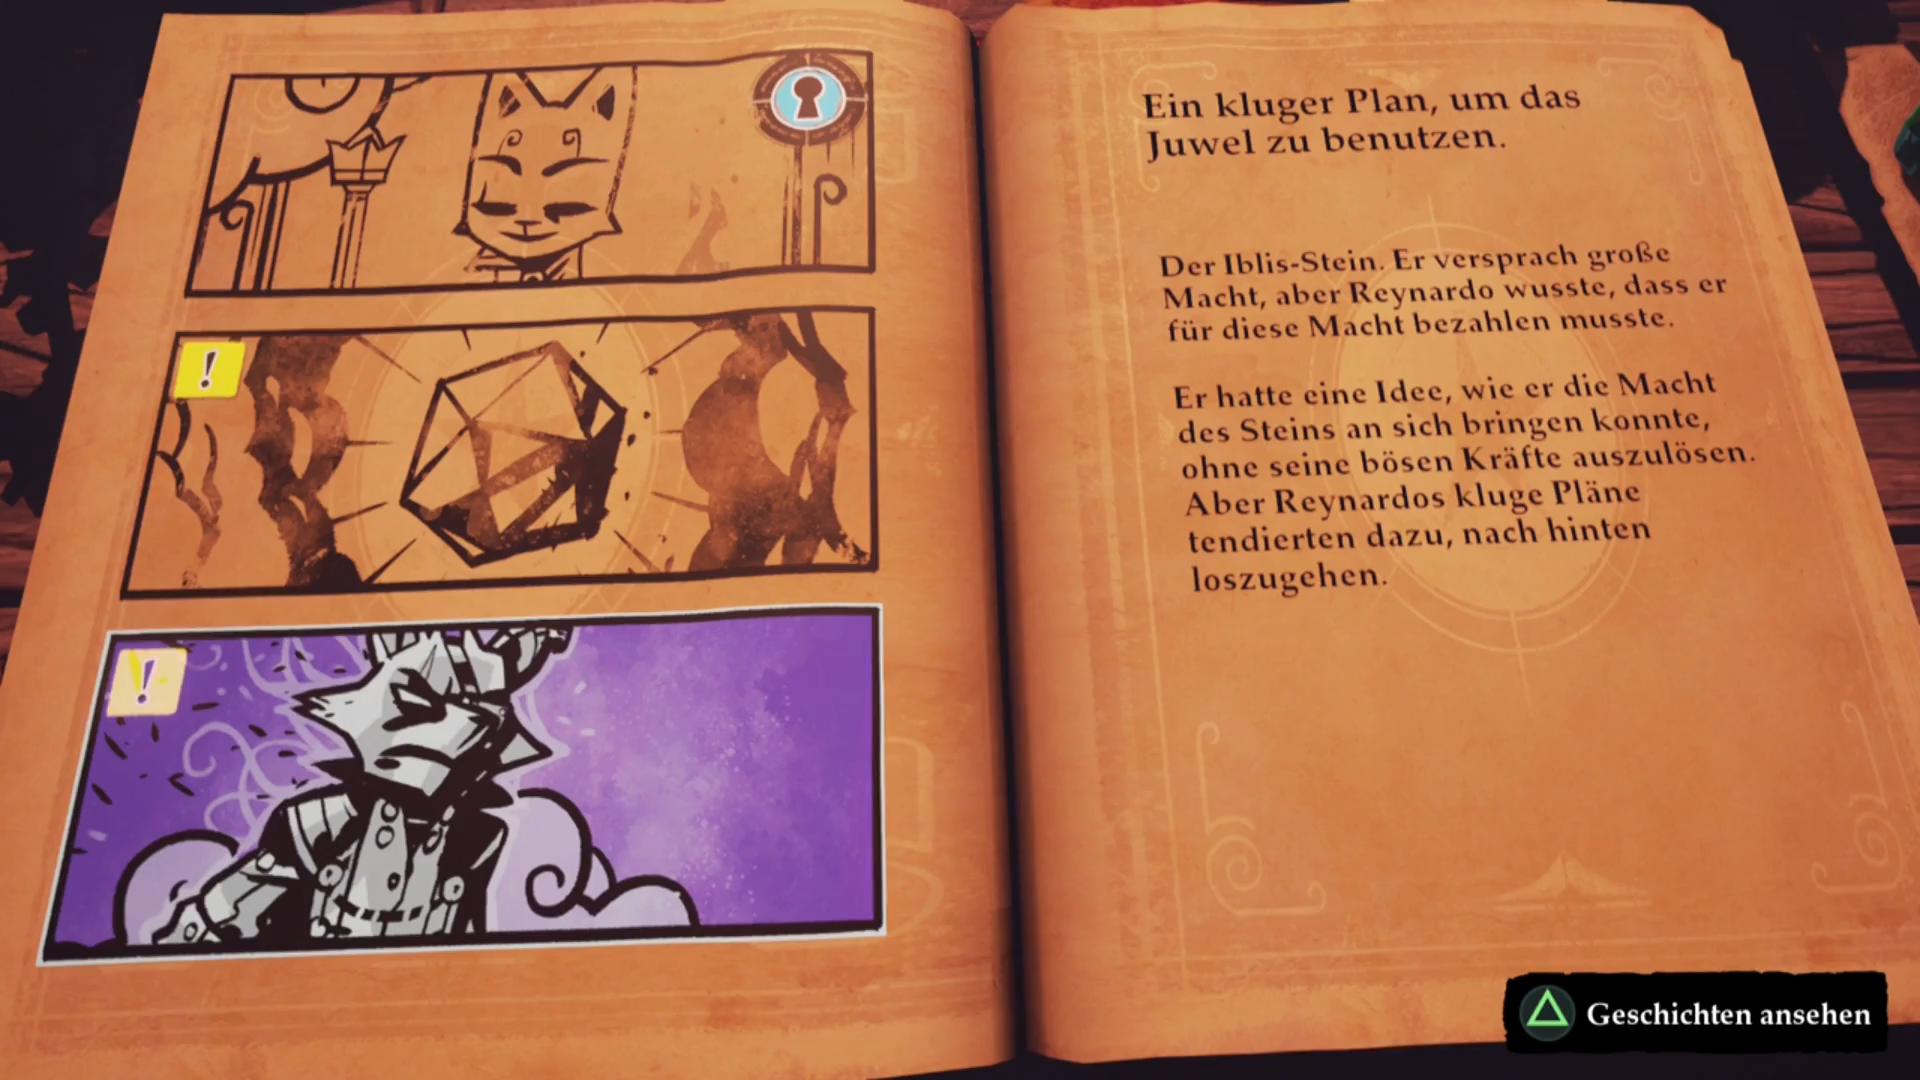 Ein kluger Plan, um das
Juwel zu benutzen.
Der Iblis-Stein. Er versprach große
Macht, aber Reynardo wusste, dass er
für diese Macht bezahlen musste.
Er hatte eine Idee, wie er die Macht
des Steins an sich bringen konnte,
ohne seine bösen Kräfte auszulösen.
Aber Reynardos kluge Pläne
tendierten dazu, nach hinten
loszugehen.
!
!
Geschichten ansehen